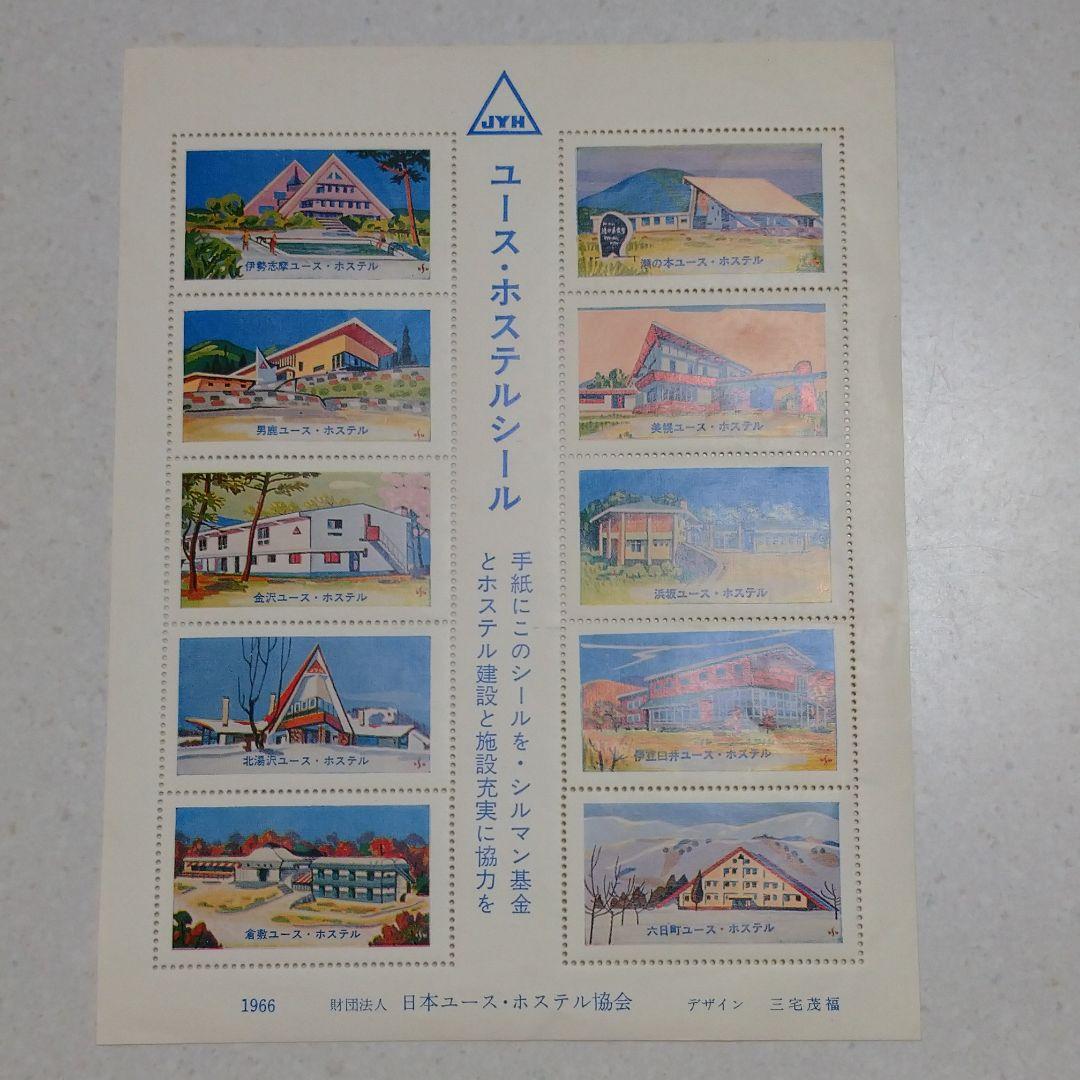 JYH
ユース・ホステルシール
手紙にこのシールを・シルマン基金
とホステル建設と施設充実に協力を
伊勢志摩ユース・ホステル
男鹿ユース・ホステル
金沢ユース・ホステル
北湯沢ユース・ホステル
倉敷ユース・ホステル
瀬の本ユース・ホステル
美幌ユース・ホステル
浜坂ユース・ホステル
伊豆白井ユース・ホステル
六日町ユース・ホステル
1966 財団法人 日本ユース・ホステル協会 デザイン 三宅茂福